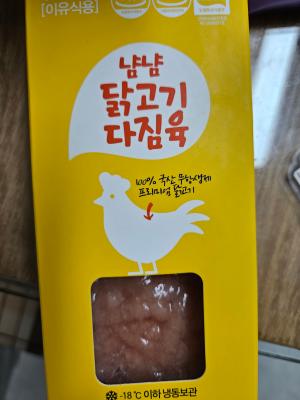 [이유식용]
냠냠
닭고기
다짐육
100% 국산 무항생제
프리미엄 닭고기
-18℃ 이하 냉동보관